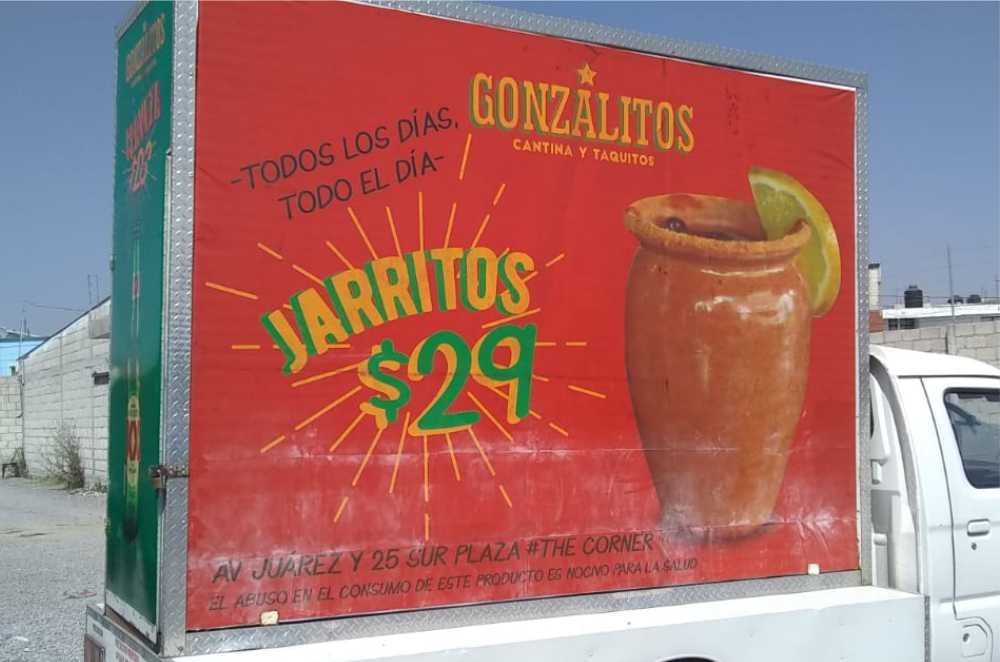 GONZALITOS
CANTINA Y TAQUITOS
-TODOS LOS DÍAS,
TODO EL DÍA-
JARRITOS
$29
AV JUÁREZ Y 25 SUR PLAZA #THE CORNER
EL ABUSO EN EL CONSUMO DE ESTE PRODUCTO ES NOCIVO PARA LA SALUD
GONZALITOS